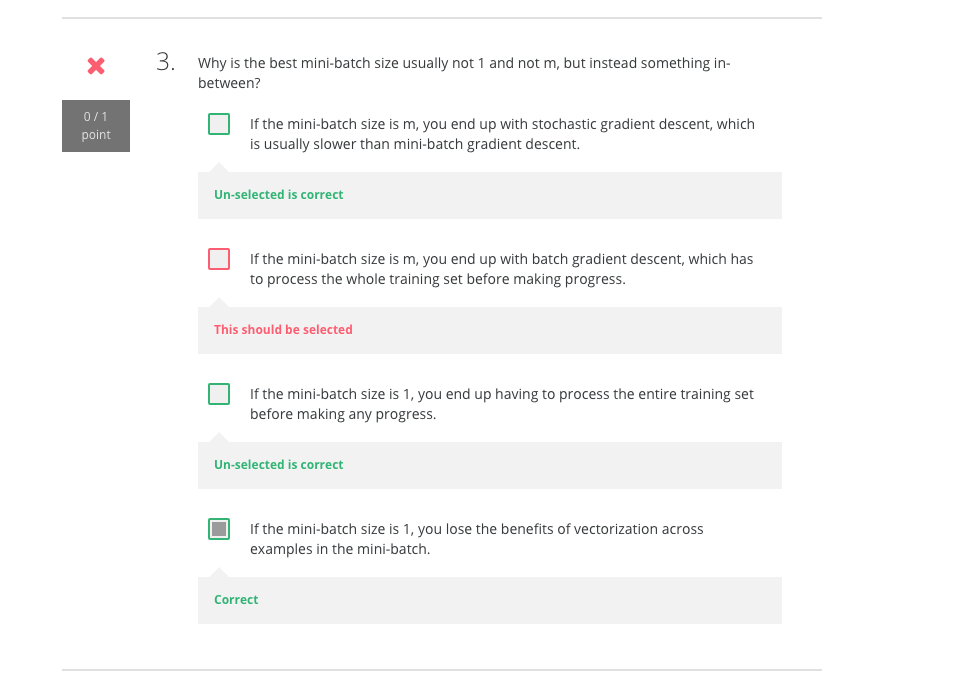 3.
Why is the best mini-batch size usually not 1 and not m, but instead something in-
between?
0 / 1
point
If the mini-batch size is m, you end up with stochastic gradient descent, which
is usually slower than mini-batch gradient descent.
Un-selected is correct
If the mini-batch size is m, you end up with batch gradient descent, which has
to process the whole training set before making progress.
This should be selected
If the mini-batch size is 1, you end up having to process the entire training set
before making any progress.
Un-selected is correct
If the mini-batch size is 1, you lose the benefits of vectorization across
examples in the mini-batch.
Correct